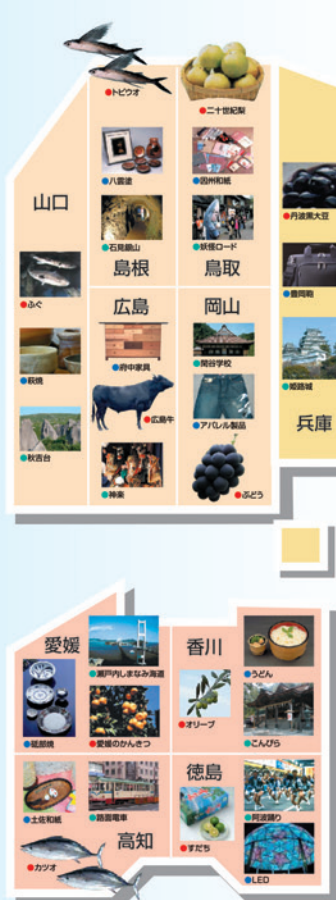 ●トビウオ
●二十世紀梨
●八雲塗
●因州和紙
●丹波黒大豆
山口
●石見銀山
●妖怪ロード
島根
鳥取
●豊岡鞄
●ふぐ
広島
岡山
●府中家具
●閑谷学校
●姫路城
●萩焼
●広島牛
●アパレル製品
兵庫
●秋吉台
●神楽
●ぶどう
愛媛
●瀬戸内しまなみ海道
香川
●うどん
●砥部焼
●愛媛のかんきつ
●オリーブ
●こんぴら
●土佐和紙
●路面電車
徳島
●阿波踊り
高知
●すだち
●カツオ
●LED